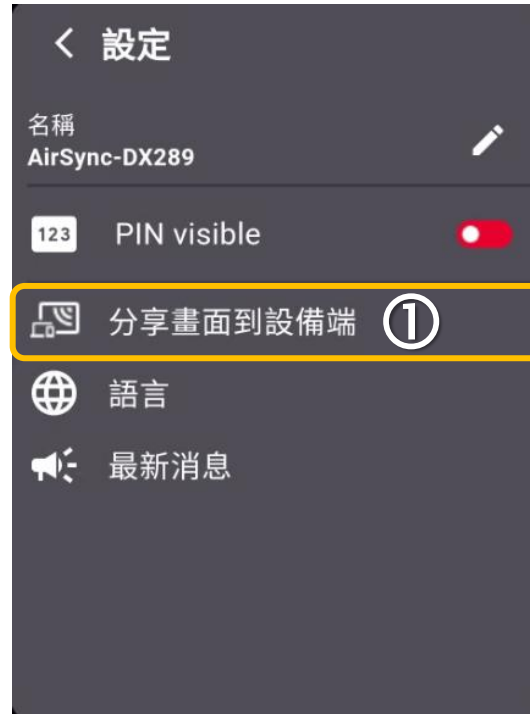 設定
名稱
AirSync-DX289
123 PIN visible
分享畫面到設備端 ①
語言
最新消息